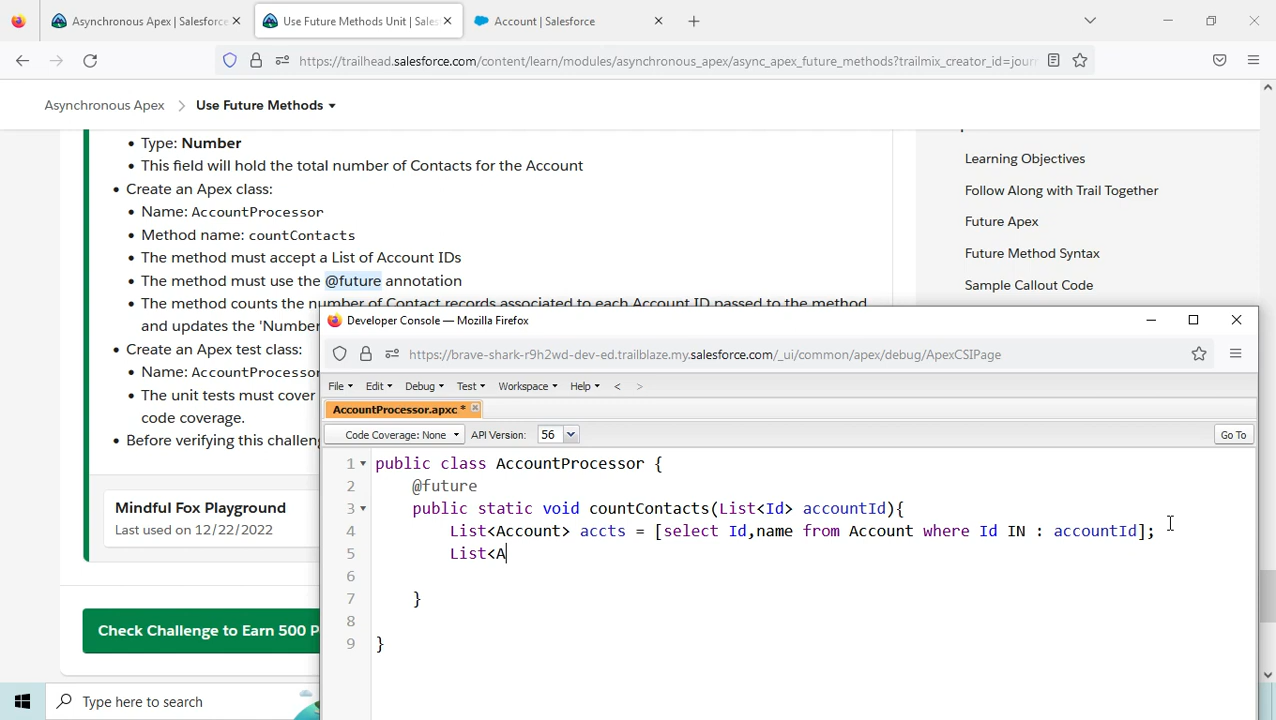 Asynchronous Apex | Salesforce
Use Future Methods Unit | Sales
Account | Salesforce
https://trailhead.salesforce.com/content/learn/modules/asynchronous_apex/async_apex_future_methods?trailmix_creator_id=jour
Asynchronous Apex > Use Future Methods
• Type: Number
• This field will hold the total number of Contacts for the Account
• Create an Apex class:
• Name: AccountProcessor
• Method name: countContacts
• The method must accept a List of Account IDs
• The method must use the @future annotation
• The method counts the number of Contact records associated to each Account ID passed to the method
and updates the 'Number
• Create an Apex test class:
• Name: AccountProcessor
• The unit tests must cover
code coverage.
• Before verifying this challeng
Mindful Fox Playground
Last used on 12/22/2022
Check Challenge to Earn 500 P
Learning Objectives
Follow Along with Trail Together
Future Apex
Future Method Syntax
Sample Callout Code
Developer Console — Mozilla Firefox
https://brave-shark-r9h2wd-dev-ed.trailblaze.my.salesforce.com/_ui/common/apex/debug/ApexCSIPage
File Edit Debug Test Workspace Help < >
AccountProcessor.apxc *
Code Coverage: None API Version: 56 Go To
1 public class AccountProcessor {
2 @future
3 public static void countContacts(List<Id> accountId){
4 List<Account> accts = [select Id,name from Account where Id IN : accountId];
5 List<A
6
7 }
8
9 }
Type here to search